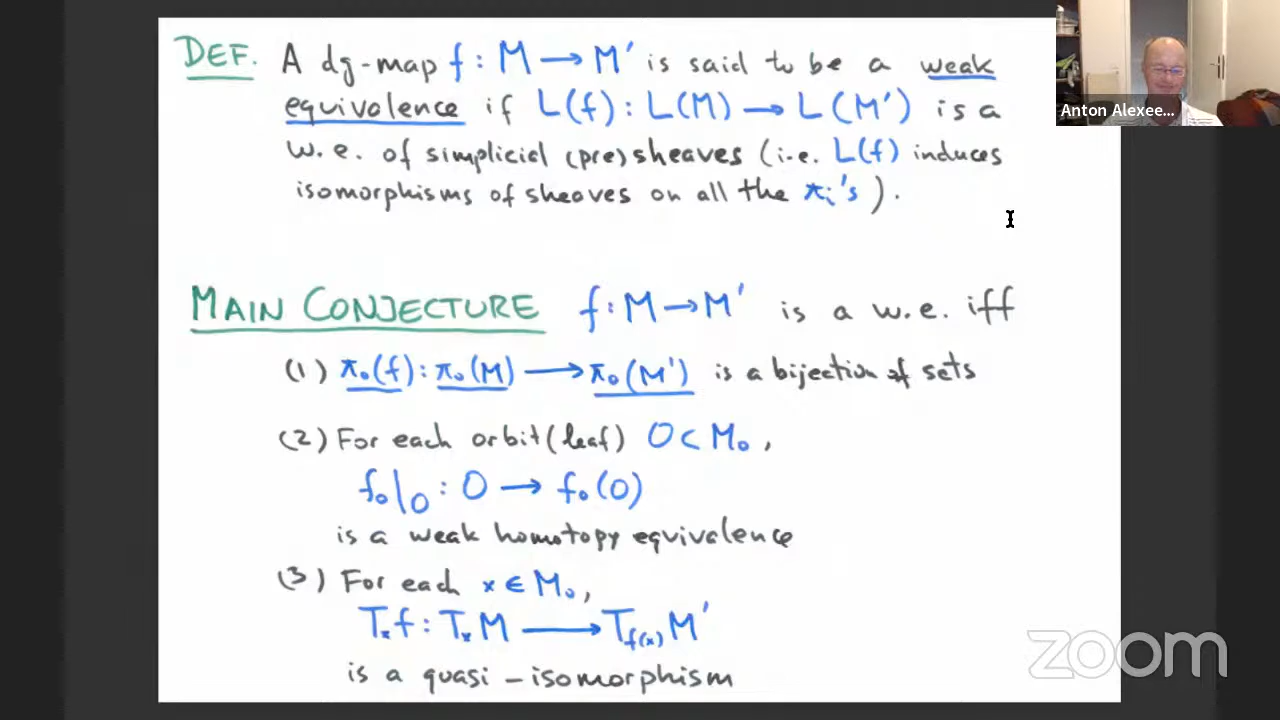 DEF. A dg-map f : M → M' is said to be a weak
equivalence if L(f) : L(M) → L(M') is a
w.e. of simplicial (pre)sheaves (i.e. L(f) induces
isomorphisms of sheaves on all the πᵢ's).
MAIN CONJECTURE f : M → M' is a w.e. iff
(1) π₀(f) : π₀(M) → π₀(M') is a bijection of sets
(2) For each orbit (leaf) O ⊂ M₀,
f₀|_O : O → f₀(O)
is a weak homotopy equivalence
(3) For each x ∈ M₀,
Tₓf : TₓM → T_{f(x)}M'
is a quasi-isomorphism
Anton Alexee...
zoom